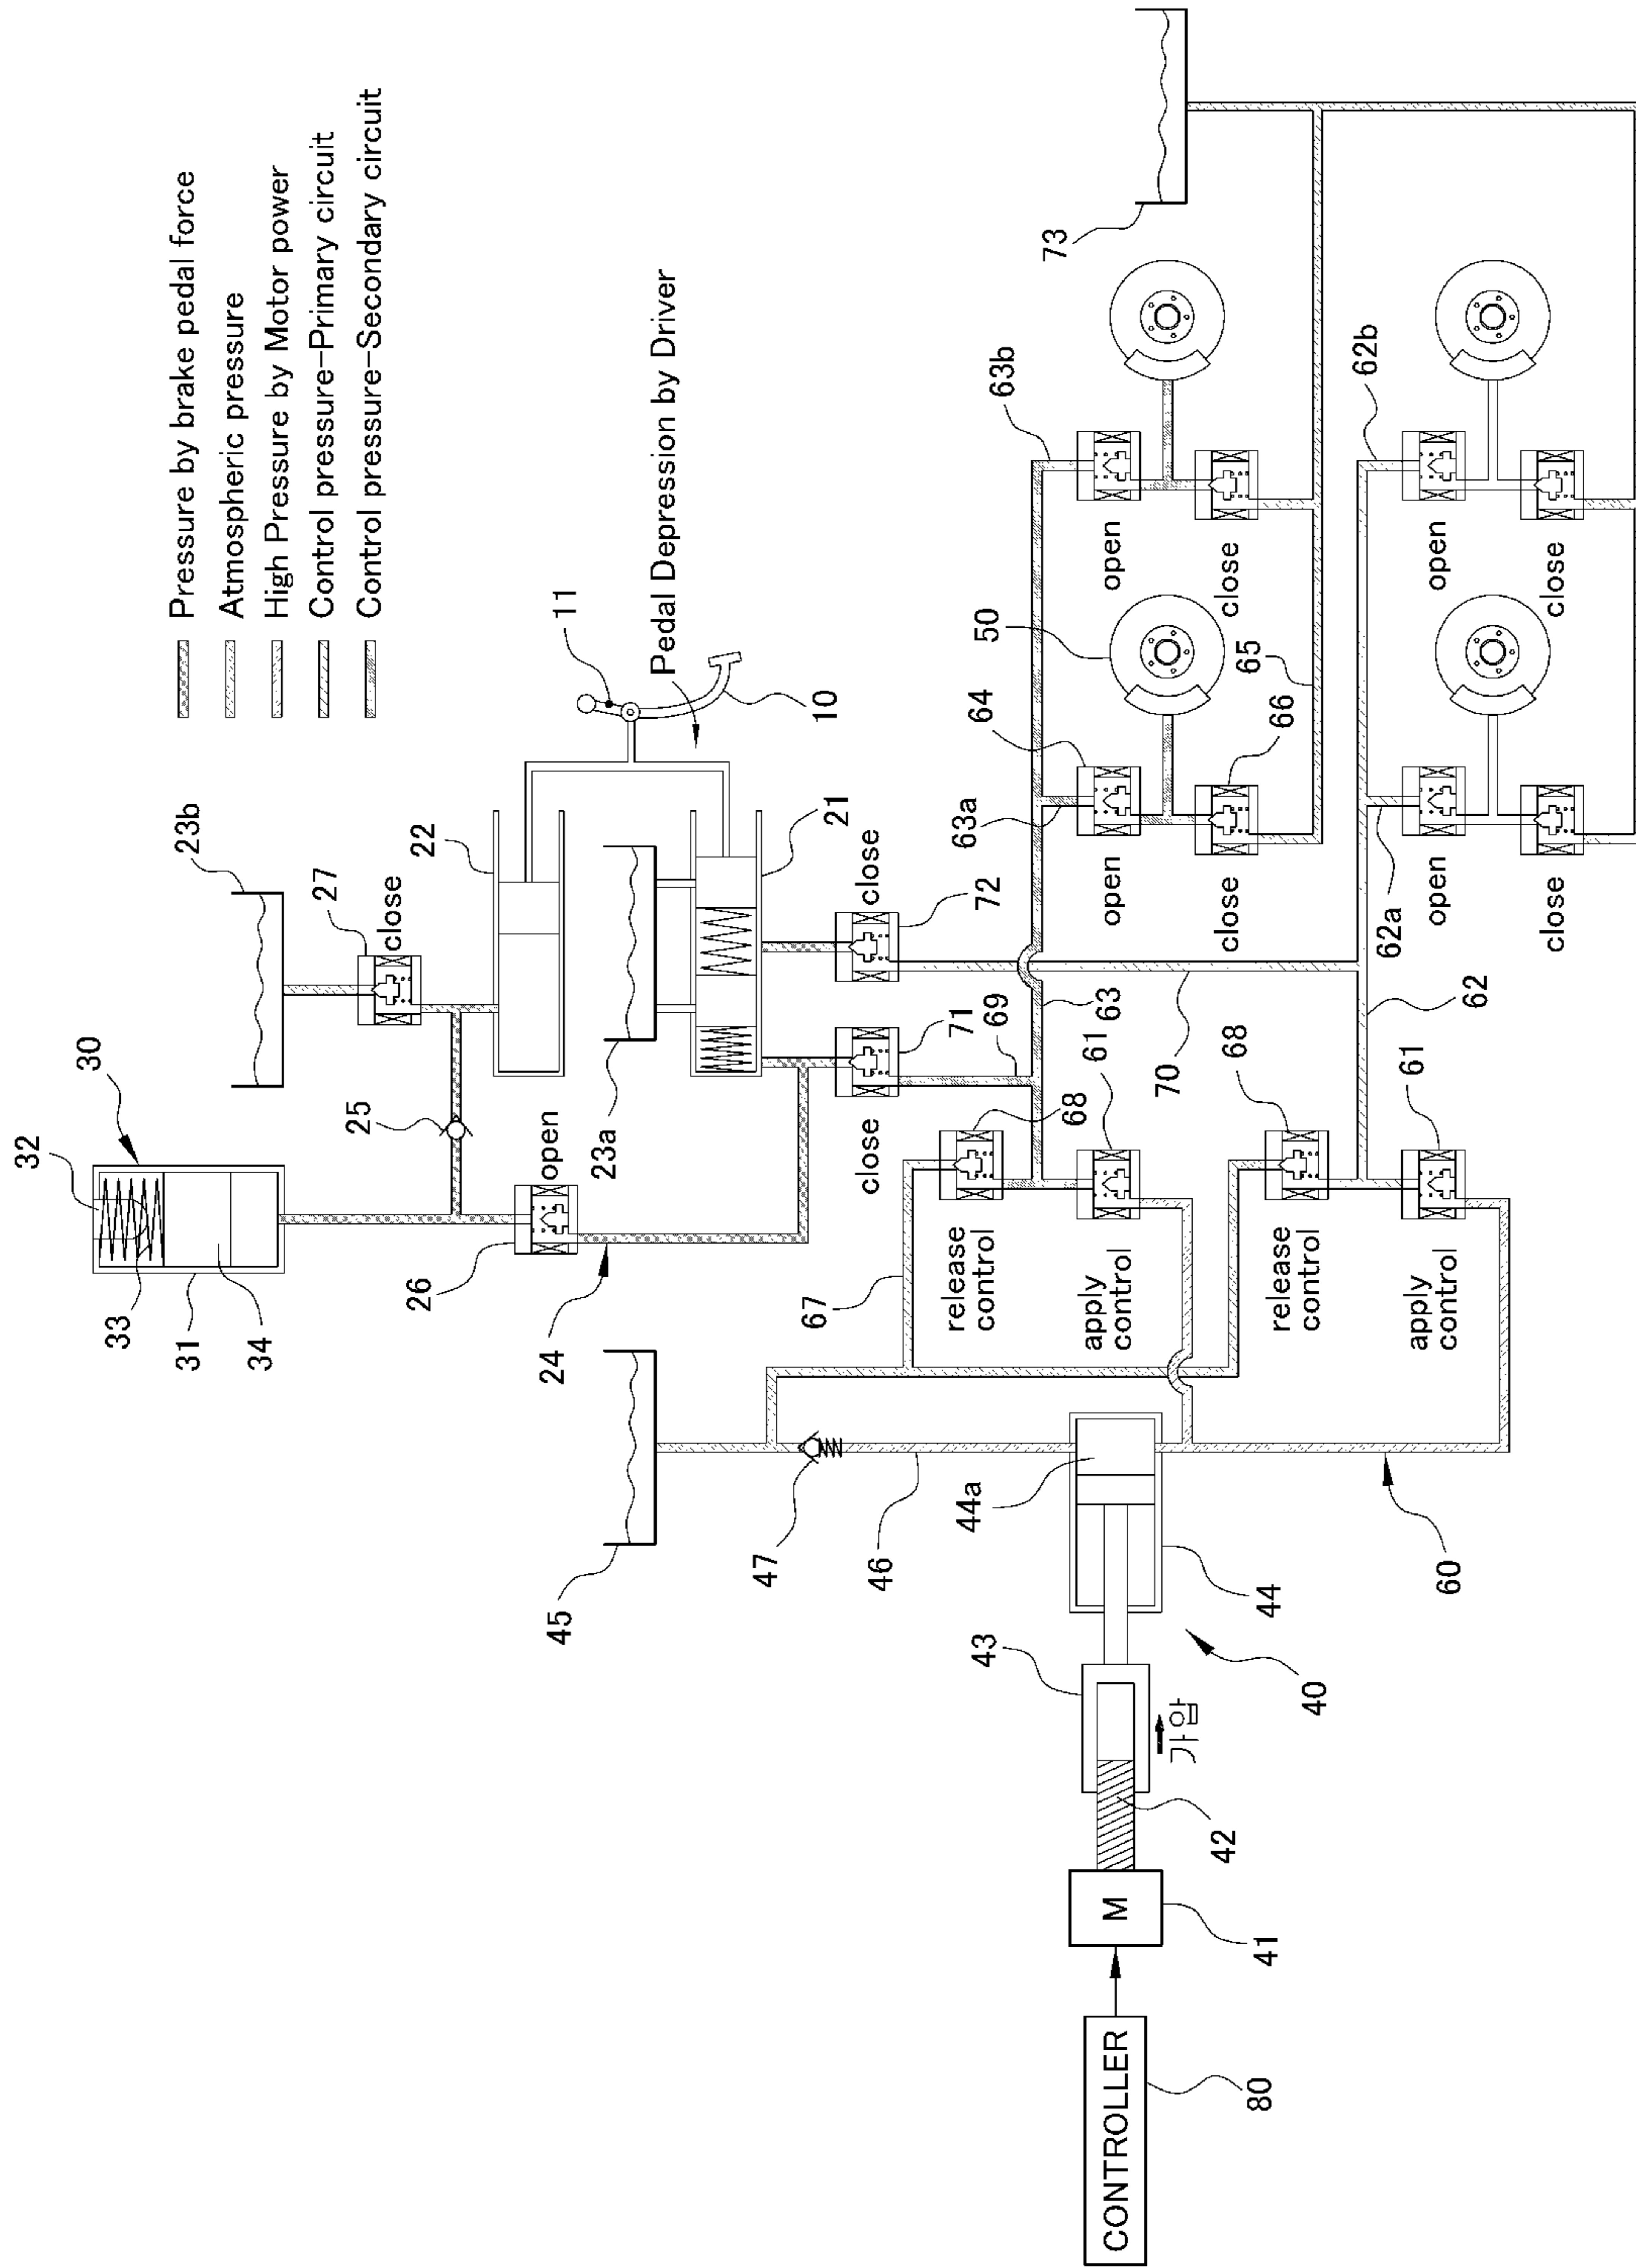 32
30
33
Pressure by brake pedal force
31
23b
Atmospheric pressure
34
High Pressure by Motor power
27
Control pressure-Primary circuit
25
Control pressure-Secondary circuit
close
26
22
open
45
24
11
23a
Pedal Depression by Driver
47
10
67
21
close
close
46
71
72
release
control
44a
43
64
50
69
63b
68
63a
CONTROLLER
M
apply
control
61
63
open
open
73
40
가압
70
42
close
close
80
41
44
release
control
68
66
65
62b
62a
apply
control
61
62
open
open
60
close
close